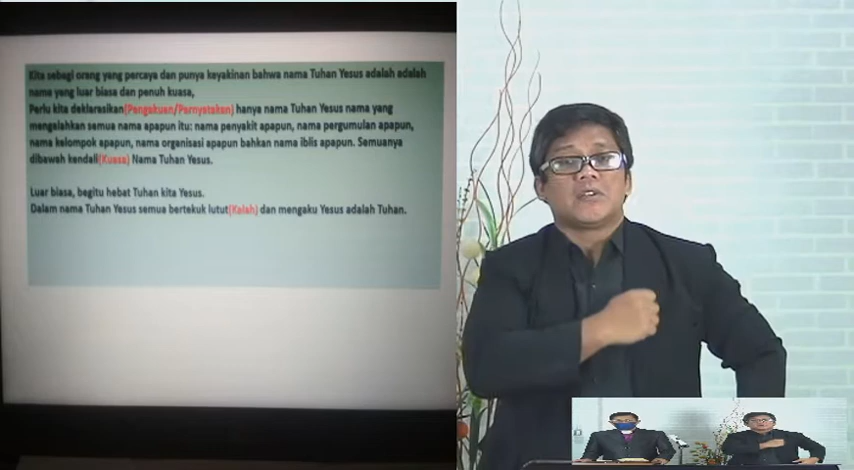 Kita sebagi orang yang percaya dan punya keyakinan bahwa nama Tuhan Yesus adalah adalah
nama yang luar biasa dan penuh kuasa,
Perlu kita deklarasikan(Pengakuan/Pernyatakan) hanya nama Tuhan Yesus nama yang
mengalahkan semua nama apapun itu: nama penyakit apapun, nama pergumulan apapun,
nama kelompok apapun, nama organisasi apapun bahkan nama iblis apapun. Semuanya
dibawah kendali(Kuasa) Nama Tuhan Yesus.
Luar biasa, begitu hebat Tuhan kita Yesus.
Dalam nama Tuhan Yesus semua bertekuk lutut(Kalah) dan mengaku Yesus adalah Tuhan.